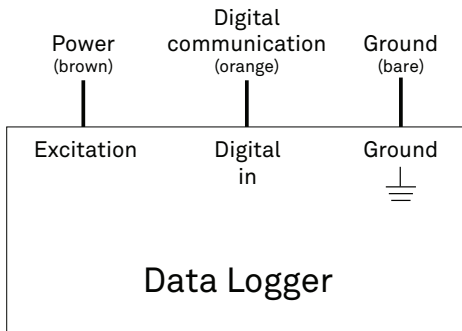 Power
(brown)
Digital
communication
(orange)
Ground
(bare)
Excitation
Digital
in
Ground
Data Logger